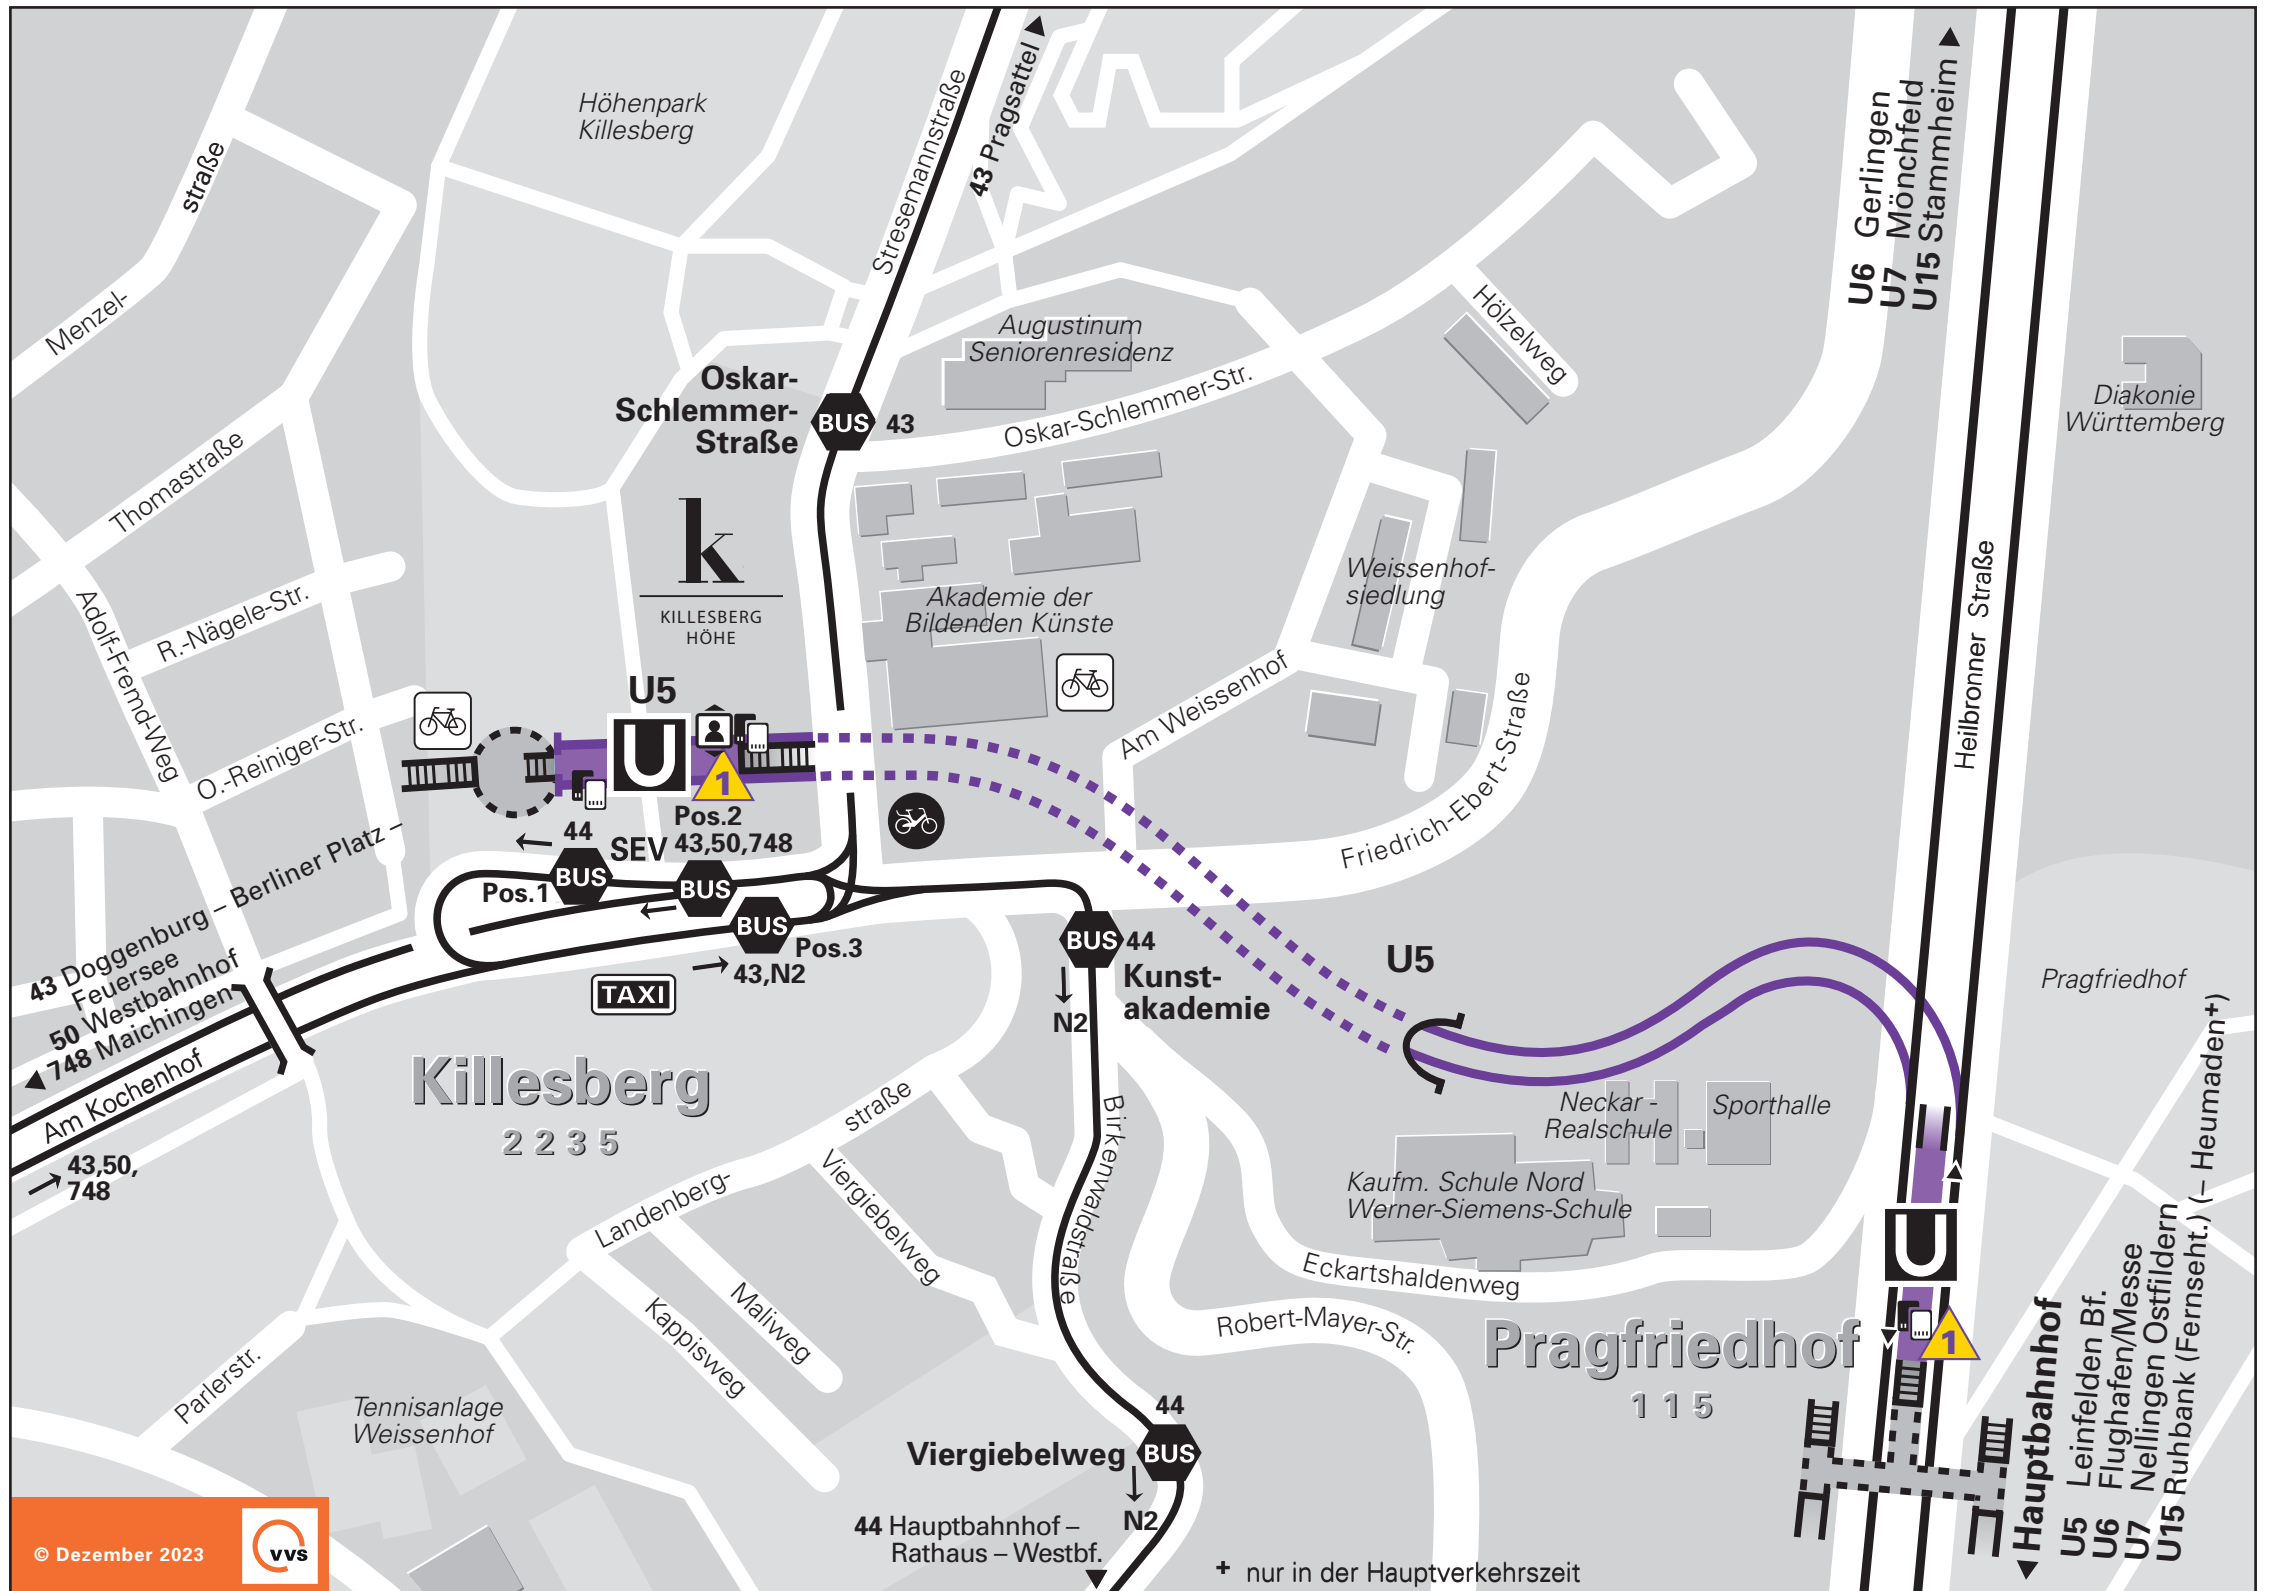 Höhenpark
Killesberg
Stresemannstraße
43 Pragsattel
U6 Gerlingen
U7 Mönchfeld
U15 Stammheim
Menzel-
straße
Thomastraße
Adolf-Fremd-Weg
R.-Nägele-Str.
O.-Reiniger-Str.
Oskar-
Schlemmer-
Straße
BUS
43
Augustinum
Seniorenresidenz
Oskar-Schlemmer-Str.
Hölzelweg
Diakonie
Württemberg
k
KILLESBERG
HÖHE
Akademie der
Bildenden Künste
Weissenhof-
siedlung
Am Weissenhof
Friedrich-Ebert-Straße
Heilbronner Straße
U5
U
1
Pos.2
43,50,748
44
SEV
BUS
Pos.1
BUS
BUS
Pos.3
43,N2
TAXI
43 Doggenburg – Berliner Platz –
Feuersee
50 Westbahnhof
748 Maichingen
Am Kochenhof
43,50,
748
Killesberg
2235
BUS
44
Kunst-
akademie
N2
U5
Pragfriedhof
Neckar -
Realschule
Sporthalle
Kaufm. Schule Nord
Werner-Siemens-Schule
Eckartshaldenweg
Robert-Mayer-Str.
Birkenwaldstraße
Landenberg-
straße
Viergiebelweg
Maliweg
Kappisweg
Parlerstr.
Tennisanlage
Weissenhof
Pragfriedhof
115
U
1
Hauptbahnhof
U5 Leinfelden Bf.
U6 Flughafen/Messe
U7 Nellingen Ostfildern
U15 Ruhbank (Fernseht.) (– Heumaden+)
44
Viergiebelweg
BUS
N2
44 Hauptbahnhof –
Rathaus – Westbf.
+ nur in der Hauptverkehrszeit
© Dezember 2023
vvs